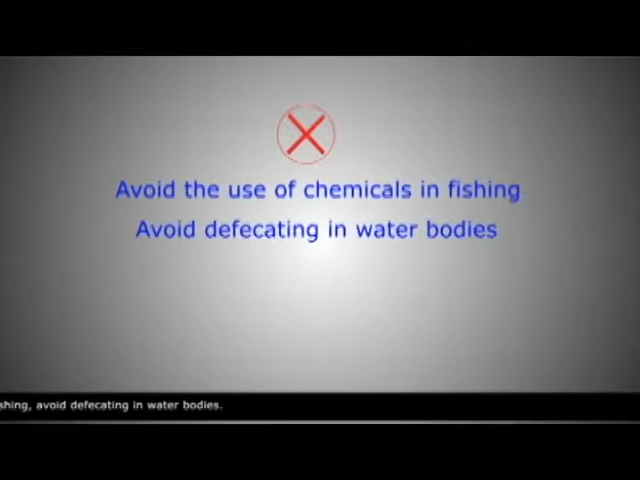 Avoid the use of chemicals in fishing
Avoid defecating in water bodies
shing, avoid defecating in water bodies.